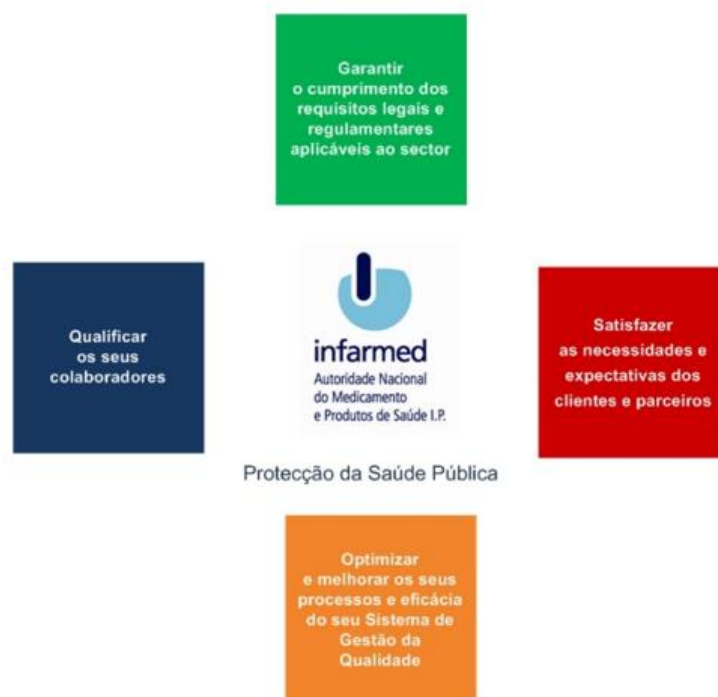 Garantir
o cumprimento dos
requisitos legais e
regulamentares
aplicáveis ao sector
Qualificar
os seus
colaboradores
infarmed
Autoridade Nacional
do Medicamento
e Produtos de Saúde I.P.
Satisfazer
as necessidades e
expectativas dos
clientes e parceiros
Protecção da Saúde Pública
Optimizar
e melhorar os seus
processos e eficácia
do seu Sistema de
Gestão da
Qualidade